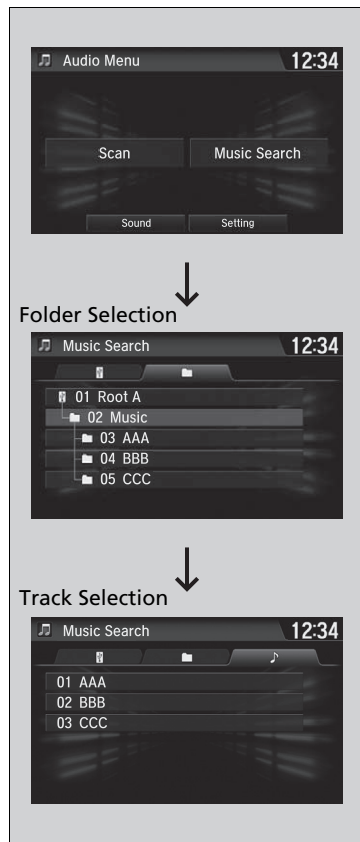 Audio Menu 12:34
Scan Music Search
Sound Setting
Folder Selection
Music Search 12:34
01 Root A
02 Music
03 AAA
04 BBB
05 CCC
Track Selection
Music Search 12:34
01 AAA
02 BBB
03 CCC